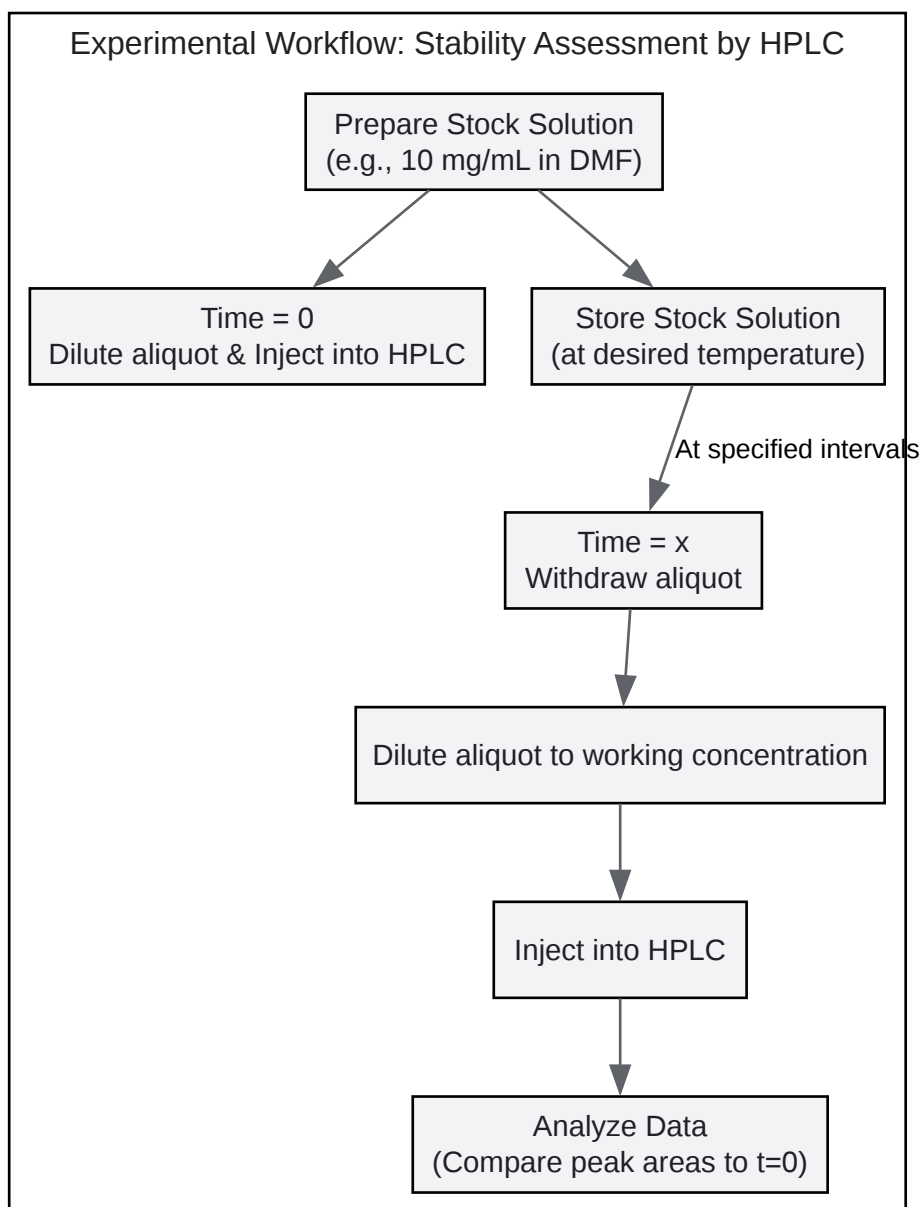 Experimental Workflow: Stability Assessment by HPLC
Prepare Stock Solution
(e.g., 10 mg/mL in DMF)
Time = 0
Dilute aliquot & Inject into HPLC
Store Stock Solution
(at desired temperature)
At specified intervals
Time = x
Withdraw aliquot
Dilute aliquot to working concentration
Inject into HPLC
Analyze Data
(Compare peak areas to t=0)